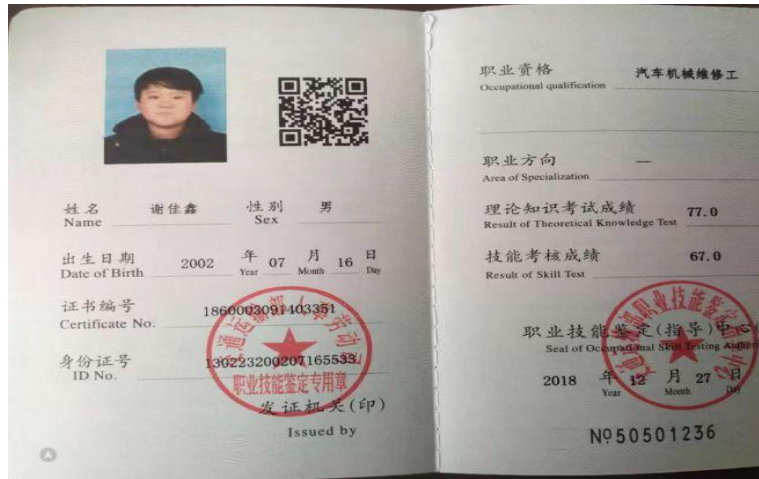 姓名 谢佳鑫 性别 男
Name Sex
出生日期 2002 年 07 月 16 日
Date of Birth Year Month Day
证书编号 1860003091403351
Certificate No.
身份证号 130223200207165533
ID No.
职业技能鉴定专用章
发证机关(印)
Issued by
职业资格 汽车机械维修工
Occupational qualification
职业方向 —
Area of Specialization
理论知识考试成绩 77.0
Result of Theoretical Knowledge Test
技能考核成绩 67.0
Result of Skill Test
职业技能鉴定(指导)中心(
Seal of Occupational Skill Testing
2018 年 12 月 27 日
Year Month Day
№50501236